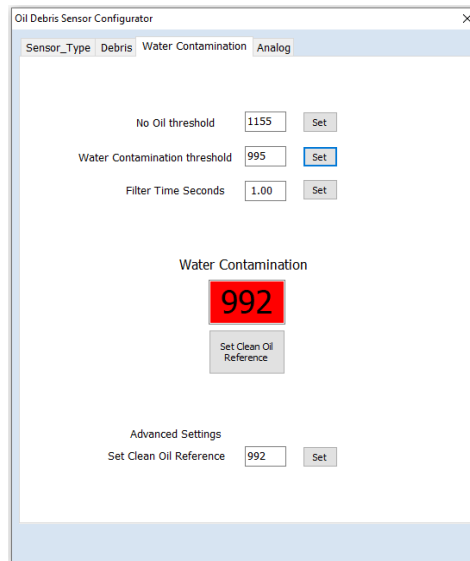 Oil Debris Sensor Configurator
Sensor_Type Debris Water Contamination Analog
No Oil threshold 1155 Set
Water Contamination threshold 995 Set
Filter Time Seconds 1.00 Set
Water Contamination
992
Set Clean Oil
Reference
Advanced Settings
Set Clean Oil Reference 992 Set